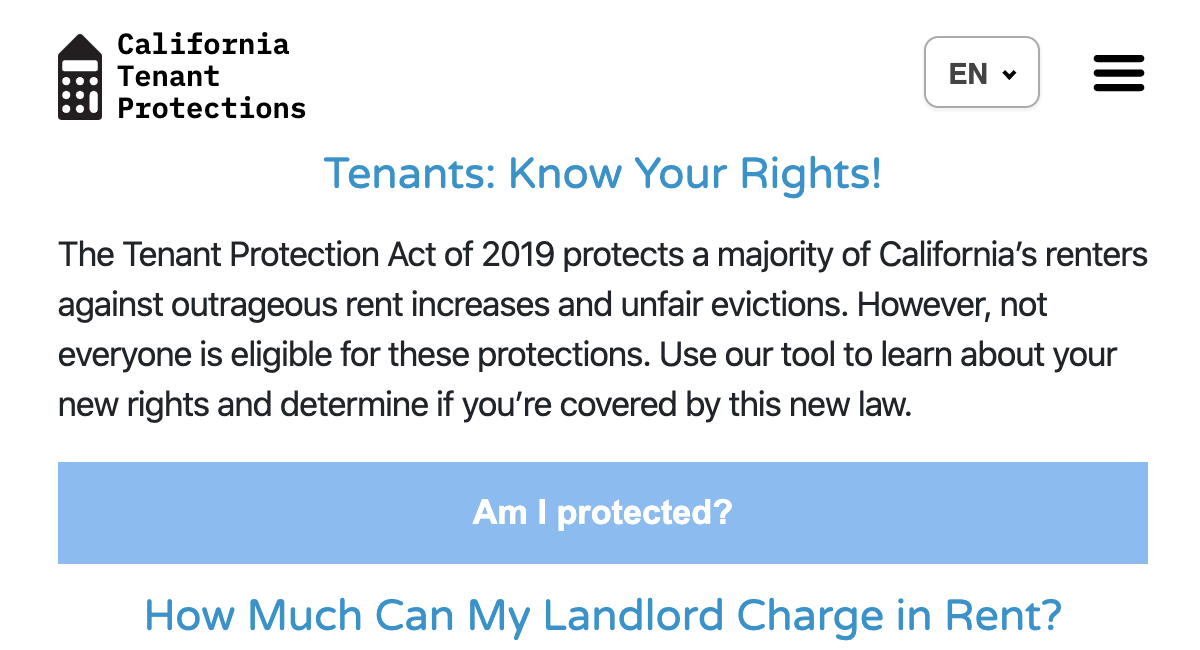 California
Tenant
Protections
EN
Tenants: Know Your Rights!
The Tenant Protection Act of 2019 protects a majority of California’s renters
against outrageous rent increases and unfair evictions. However, not
everyone is eligible for these protections. Use our tool to learn about your
new rights and determine if you’re covered by this new law.
Am I protected?
How Much Can My Landlord Charge in Rent?